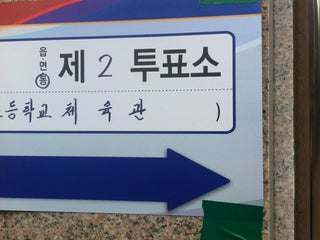 읍·면·동 제 2 투표소
등학교 체육관 )